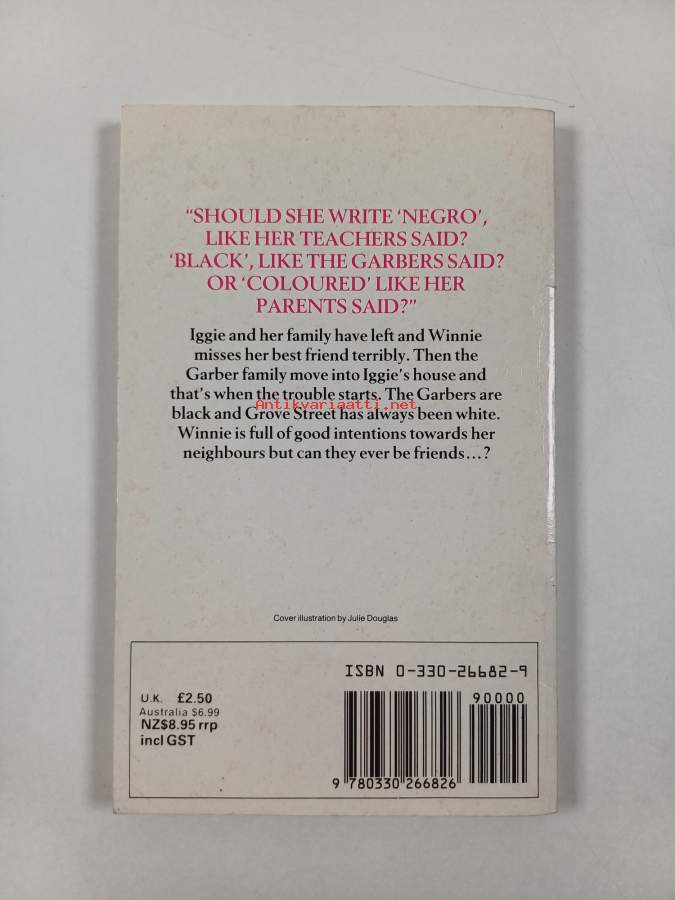 "SHOULD SHE WRITE 'NEGRO',
LIKE HER TEACHERS SAID?
'BLACK', LIKE THE GARBERS SAID?
OR 'COLOURED' LIKE HER
PARENTS SAID?"
Iggie and her family have left and Winnie
misses her best friend terribly. Then the
Garber family move into Iggie's house and
that's when the trouble starts. The Garbers are
Antikvariaatti.net
black and Grove Street has always been white.
Winnie is full of good intentions towards her
neighbours but can they ever be friends...?
Cover illustration by Julie Douglas
ISBN 0-330-26682-9
U.K. £2.50
Australia $6.99
NZ$8.95 rrp
incl GST
90000
9 780330 266826